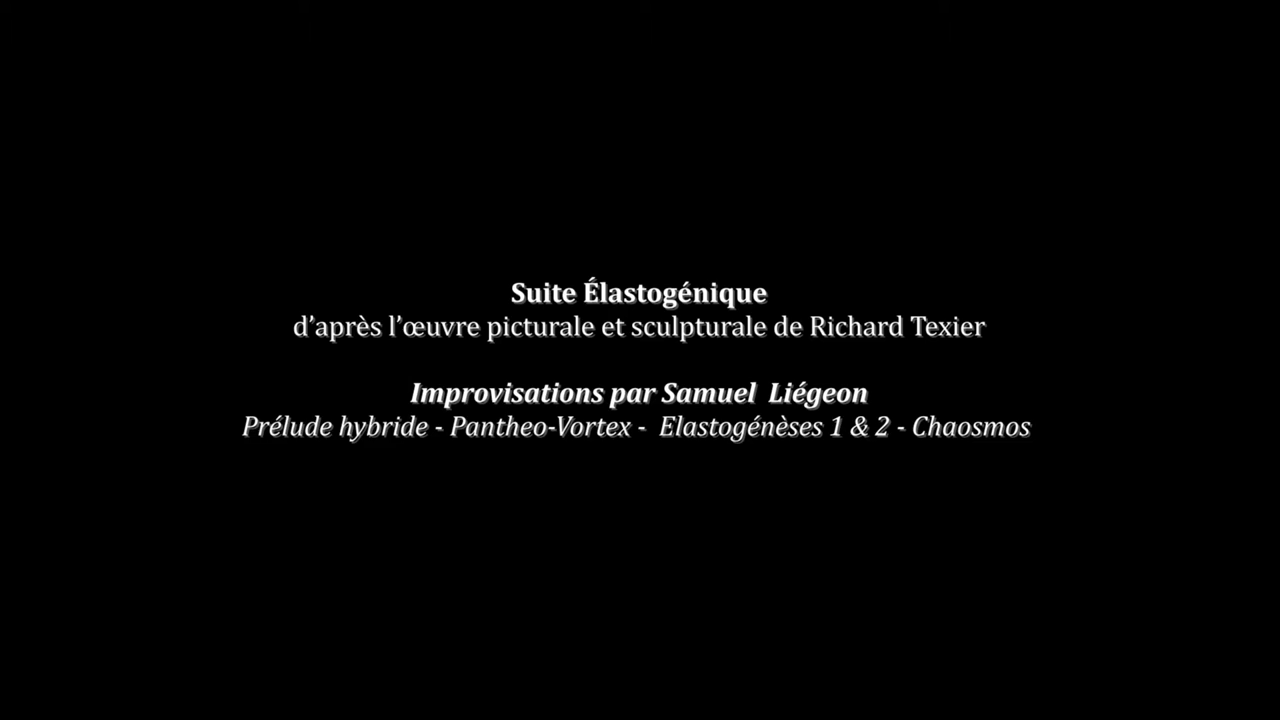 Suite Élastogénique
d’après l’œuvre picturale et sculpturale de Richard Texier
Improvisations par Samuel Liégeon
Prélude hybride - Pantheo-Vortex - Elastogénèses 1 & 2 - Chaosmos